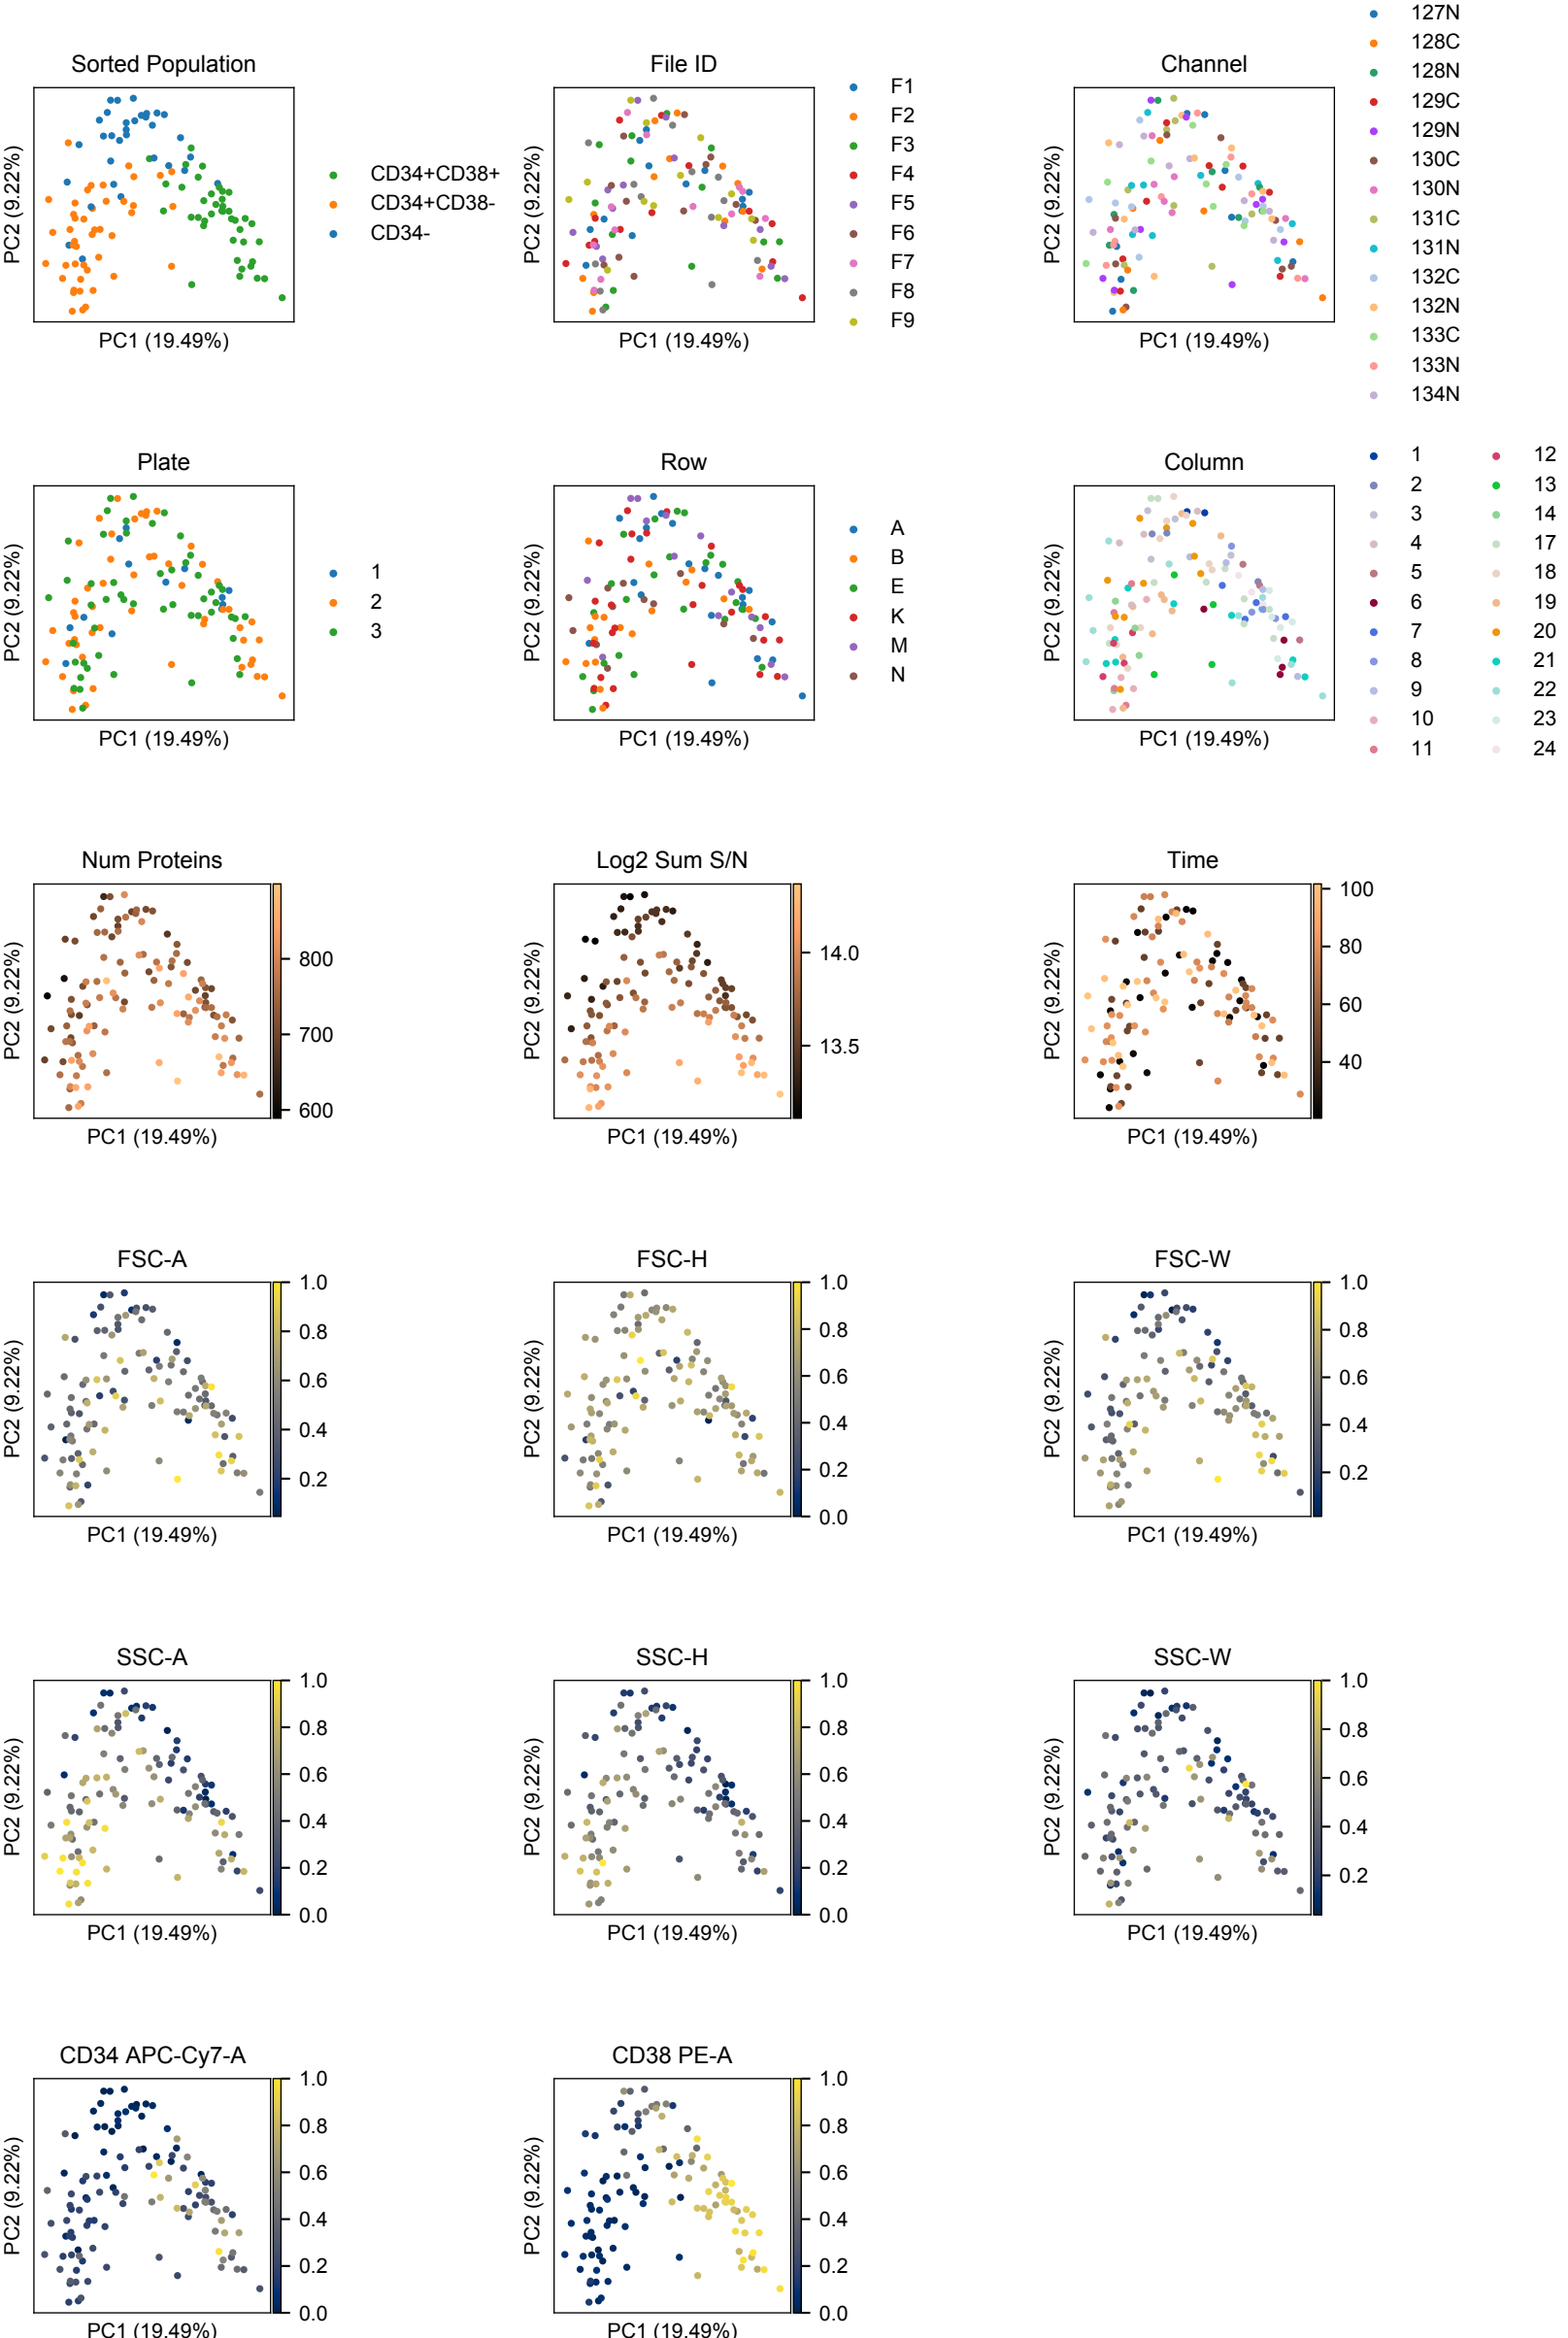 Sorted Population
PC2 (9.22%)
PC1 (19.49%)
CD34+CD38+
CD34+CD38-
CD34-
File ID
PC2 (9.22%)
PC1 (19.49%)
F1
F2
F3
F4
F5
F6
F7
F8
F9
Channel
PC2 (9.22%)
PC1 (19.49%)
127N
128C
128N
129C
129N
130C
130N
131C
131N
132C
132N
133C
133N
134N
Plate
PC2 (9.22%)
PC1 (19.49%)
1
2
3
Row
PC2 (9.22%)
PC1 (19.49%)
A
B
E
K
M
N
Column
PC2 (9.22%)
PC1 (19.49%)
1
2
3
4
5
6
7
8
9
10
11
12
13
14
17
18
19
20
21
22
23
24
Num Proteins
PC2 (9.22%)
PC1 (19.49%)
800
700
600
Log2 Sum S/N
PC2 (9.22%)
PC1 (19.49%)
14.0
13.5
Time
PC2 (9.22%)
PC1 (19.49%)
100
80
60
40
FSC-A
PC2 (9.22%)
PC1 (19.49%)
1.0
0.8
0.6
0.4
0.2
FSC-H
PC2 (9.22%)
PC1 (19.49%)
1.0
0.8
0.6
0.4
0.2
0.0
FSC-W
PC2 (9.22%)
PC1 (19.49%)
1.0
0.8
0.6
0.4
0.2
SSC-A
PC2 (9.22%)
PC1 (19.49%)
1.0
0.8
0.6
0.4
0.2
0.0
SSC-H
PC2 (9.22%)
PC1 (19.49%)
1.0
0.8
0.6
0.4
0.2
0.0
SSC-W
PC2 (9.22%)
PC1 (19.49%)
1.0
0.8
0.6
0.4
0.2
CD34 APC-Cy7-A
PC2 (9.22%)
PC1 (19.49%)
1.0
0.8
0.6
0.4
0.2
0.0
CD38 PE-A
PC2 (9.22%)
PC1 (19.49%)
1.0
0.8
0.6
0.4
0.2
0.0